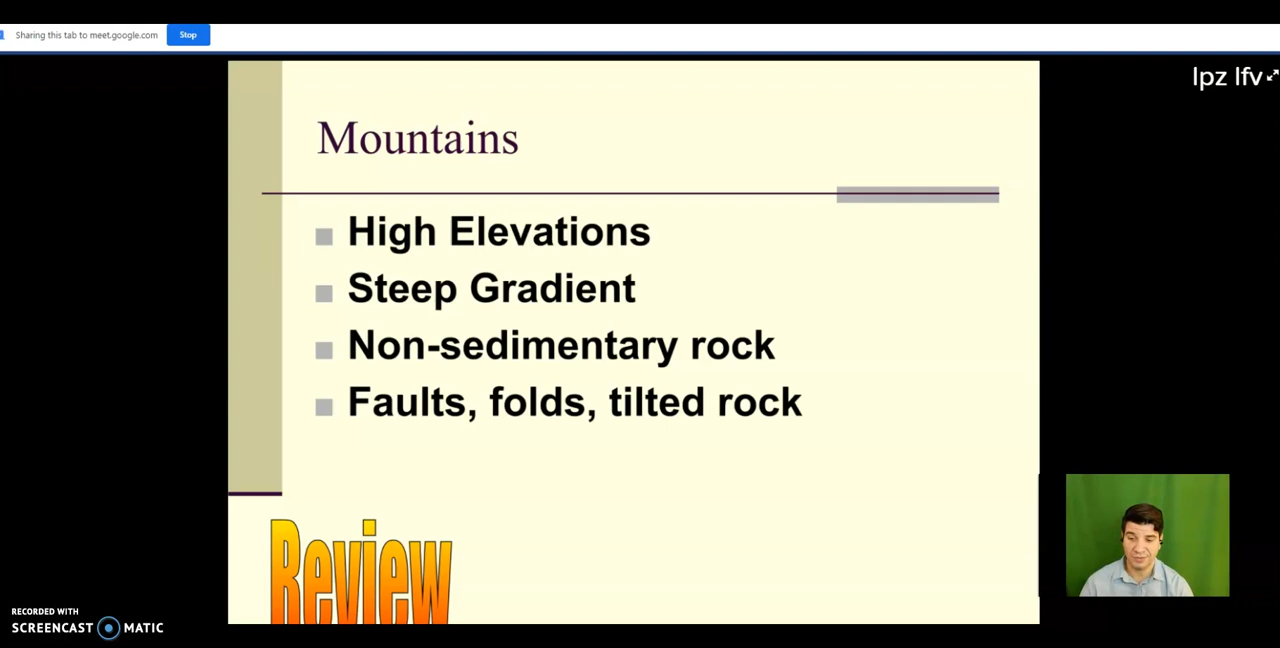 Sharing this tab to meet.google.com Stop
lpz lfv
Mountains
High Elevations
Steep Gradient
Non-sedimentary rock
Faults, folds, tilted rock
Review
RECORDED WITH
SCREENCAST MATIC